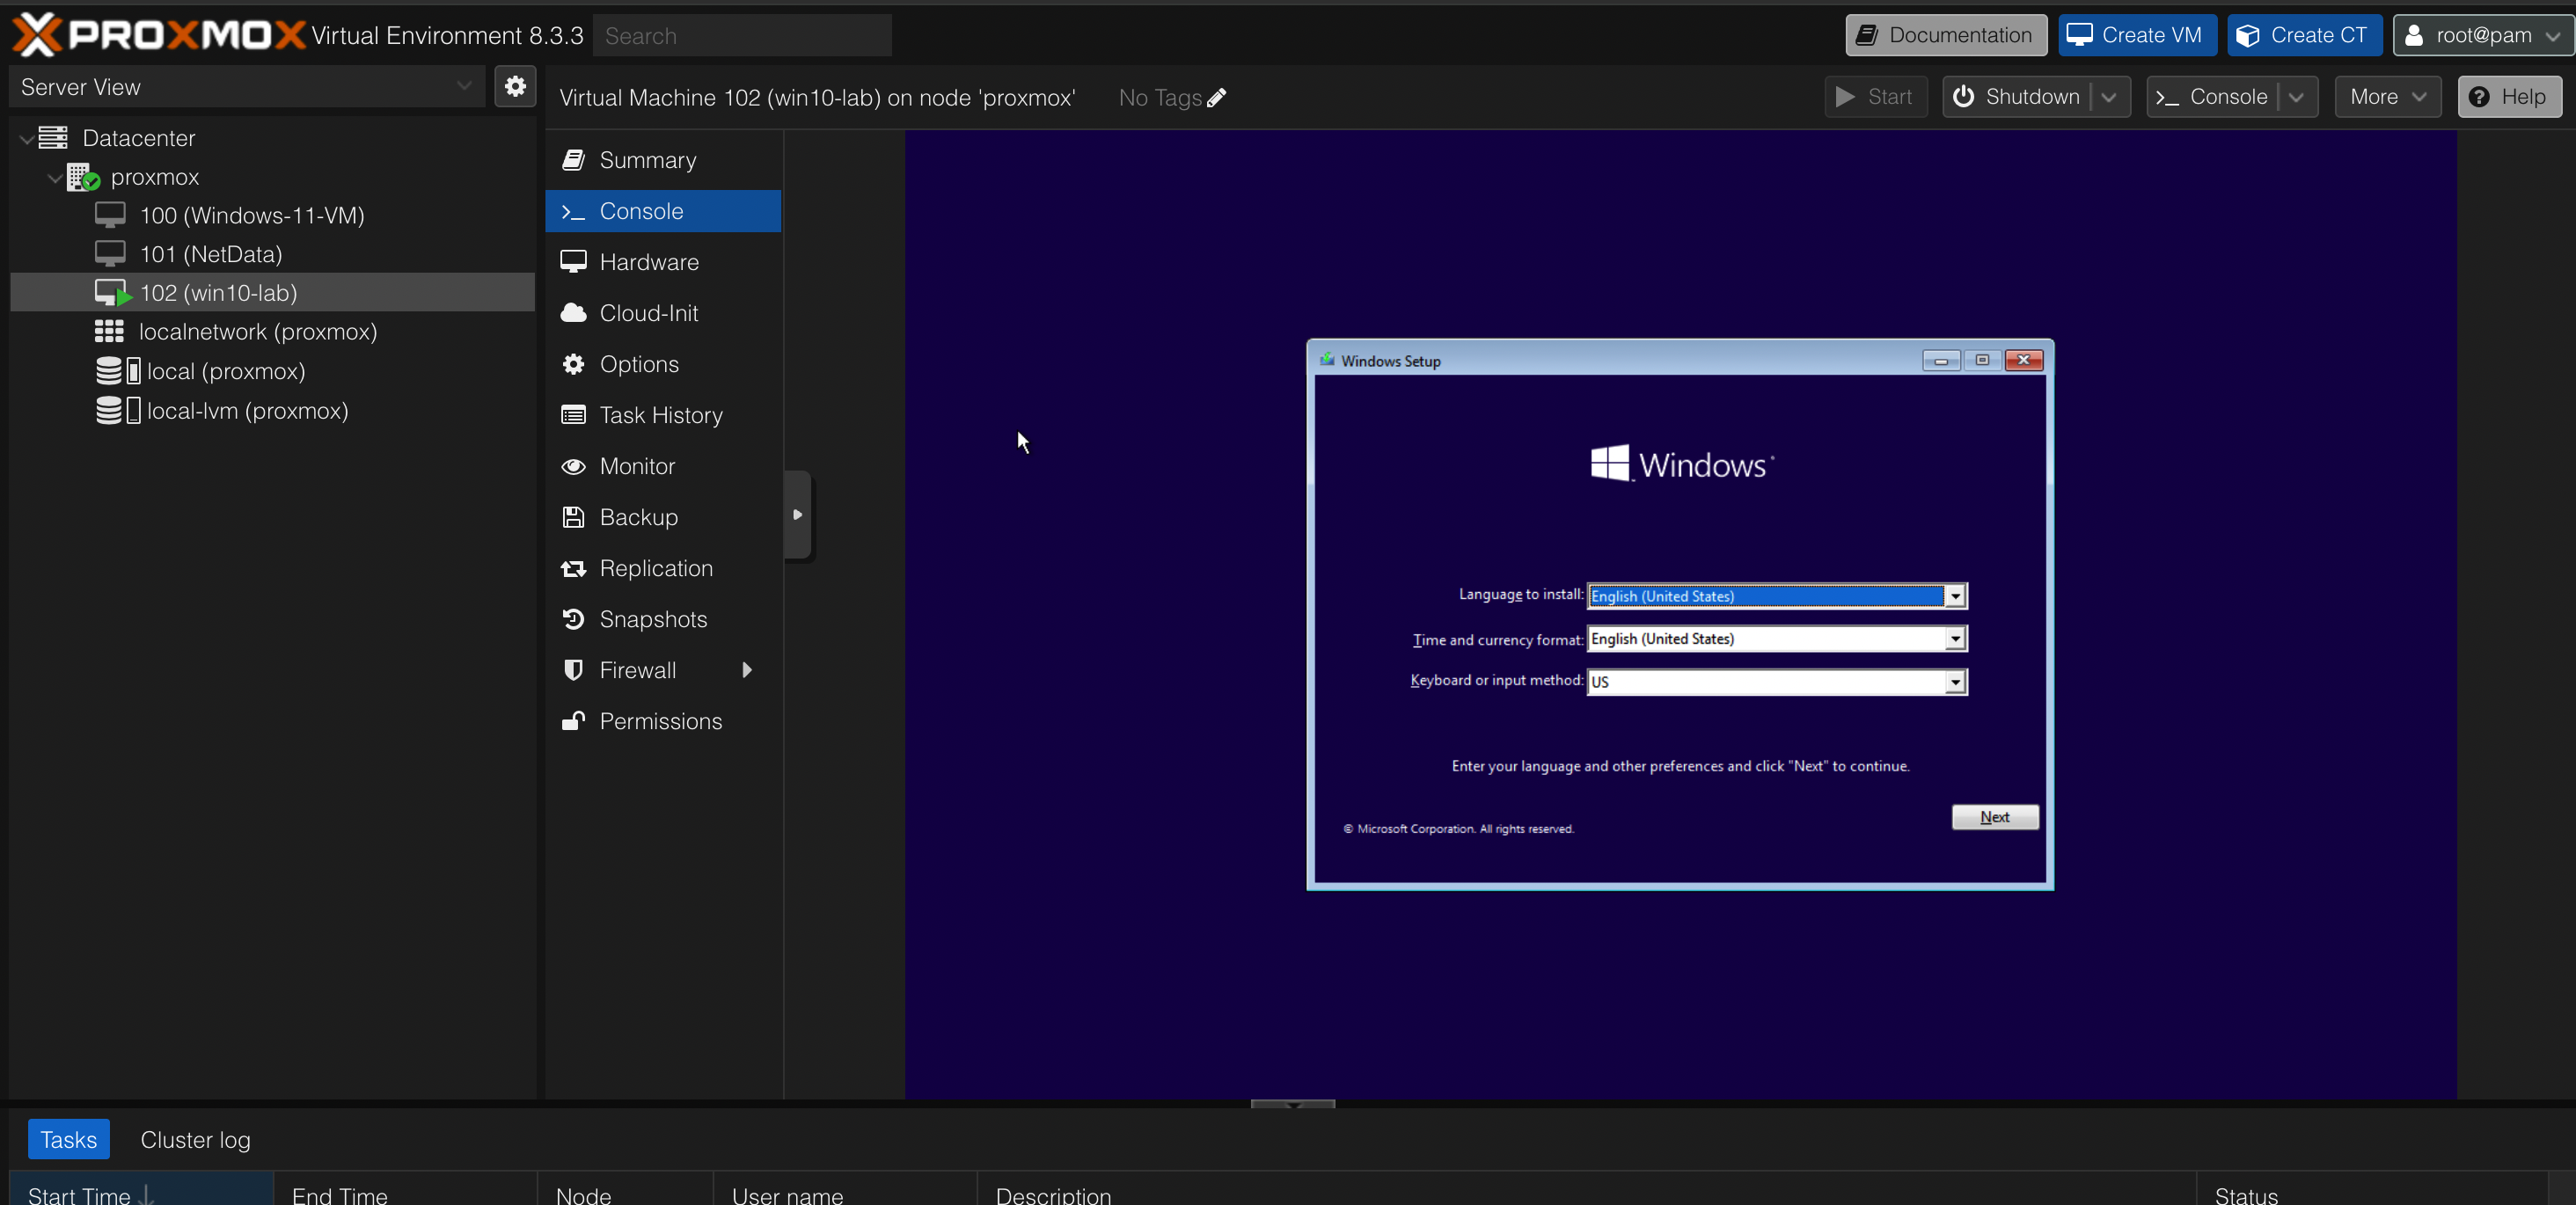 PROXMOX Virtual Environment 8.3.3 Search Documentation Create VM Create CT root@pam
Server View
Virtual Machine 102 (win10-lab) on node 'proxmox' No Tags Start Shutdown Console More Help
Datacenter
proxmox
100 (Windows-11-VM)
101 (NetData)
102 (win10-lab)
localnetwork (proxmox)
local (proxmox)
local-lvm (proxmox)
Summary
Console
Hardware
Cloud-Init
Options
Task History
Monitor
Backup
Replication
Snapshots
Firewall
Permissions
Windows Setup
Windows
Language to install: English (United States)
Time and currency format: English (United States)
Keyboard or input method: US
Enter your language and other preferences and click "Next" to continue.
Next
© Microsoft Corporation. All rights reserved.
Tasks Cluster log
Start Time End Time Node User name Description Status